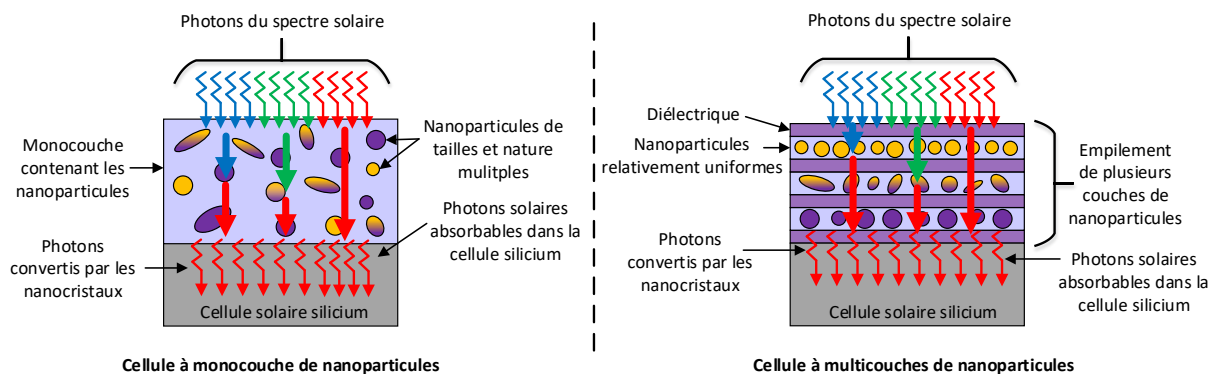 Photons du spectre solaire
Monocouche
contenant les
nanoparticules
Nanoparticules de
tailles et nature
mulitples
Photons
convertis par les
nanocristaux
Photons solaires
absorbables dans la
cellule silicium
Cellule solaire silicium
Cellule à monocouche de nanoparticules
Photons du spectre solaire
Diélectrique
Nanoparticules
relativement uniformes
Empilement
de plusieurs
couches de
nanoparticules
Photons
convertis par les
nanocristaux
Photons solaires
absorbables dans la
cellule silicium
Cellule solaire silicium
Cellule à multicouches de nanoparticules